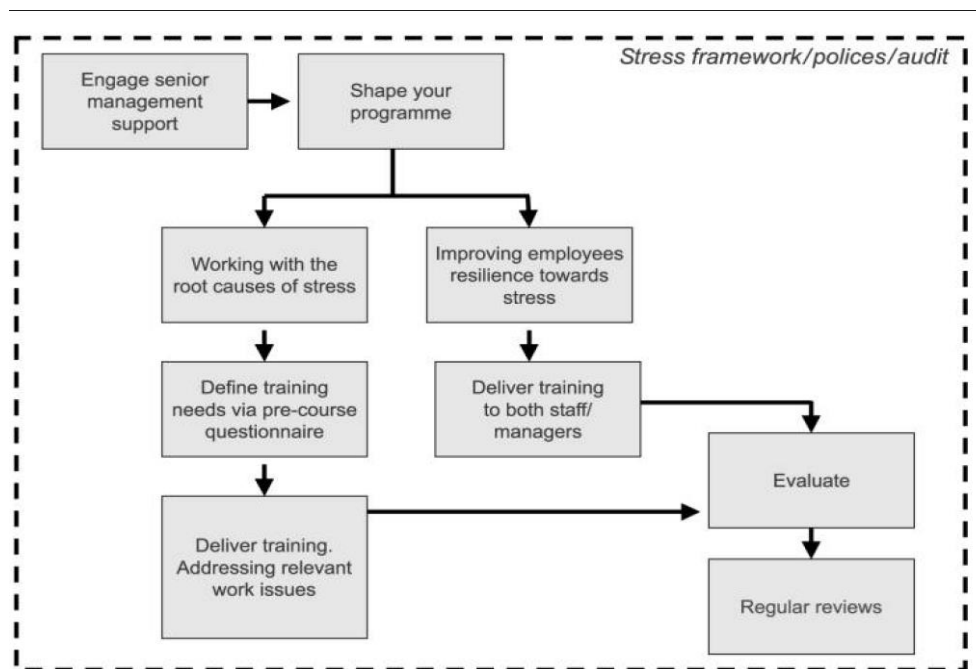 Stress framework/polices/audit
Engage senior
management
support
Shape your
programme
Working with the
root causes of stress
Improving employees
resilience towards
stress
Define training
needs via pre-course
questionnaire
Deliver training
to both staff/
managers
Evaluate
Deliver training.
Addressing relevant
work issues
Regular reviews